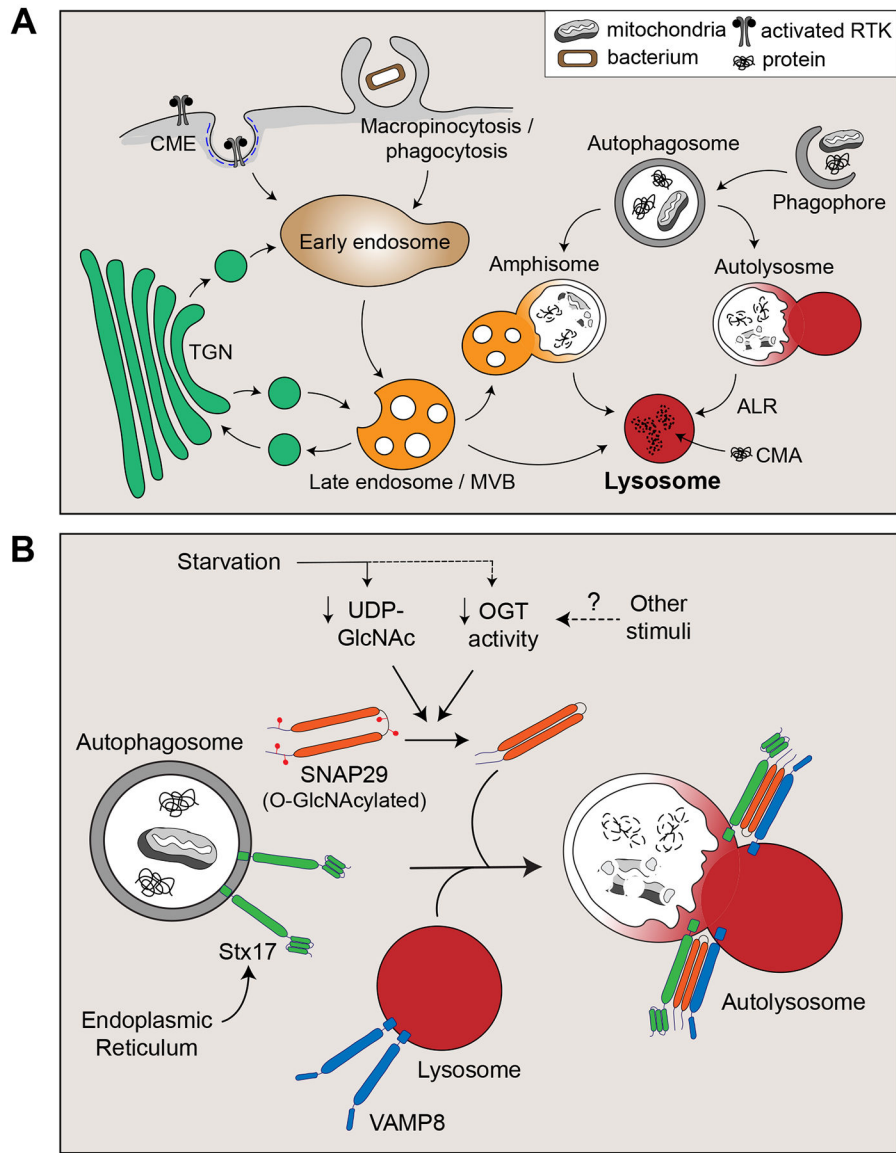 A
mitochondria
activated RTK
bacterium
protein
CME
Macropinocytosis /
phagocytosis
Autophagosome
Phagophore
Early endosome
Amphisome
Autolysosme
TGN
ALR
CMA
Late endosome / MVB
Lysosome
B
Starvation
UDP-
GlcNAc
OGT
activity
?
Other
stimuli
Autophagosome
SNAP29
(O-GlcNAcylated)
Stx17
Endoplasmic
Reticulum
Lysosome
VAMP8
Autolysosome